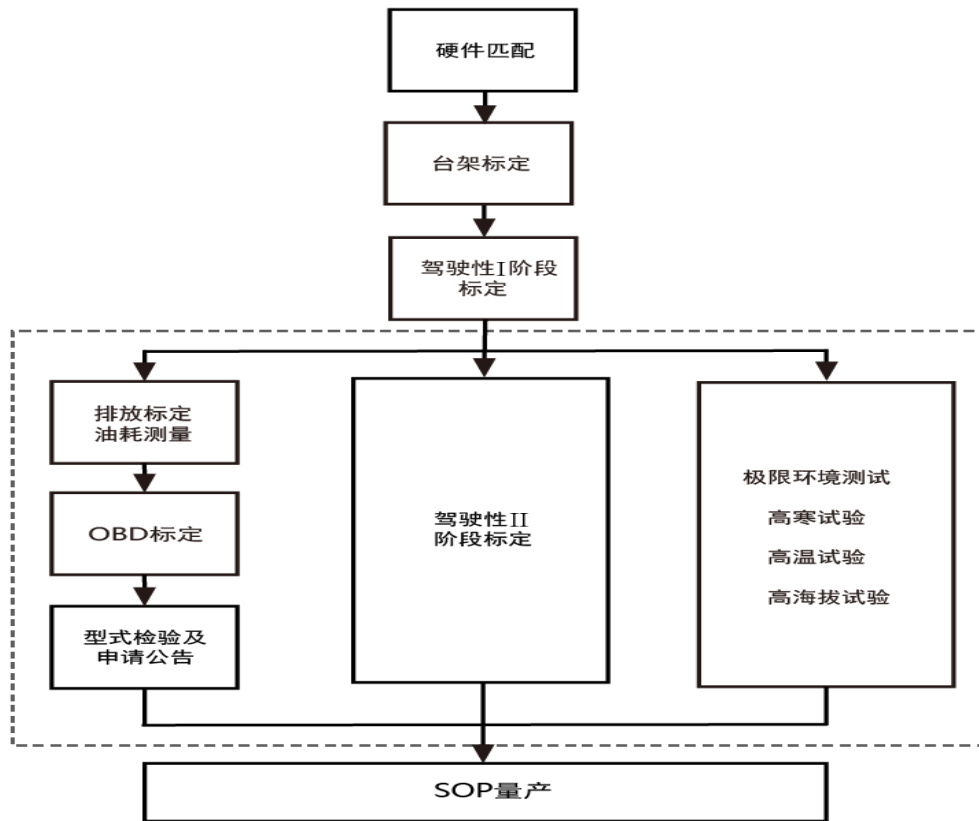 硬件匹配
台架标定
驾驶性I阶段
标定
排放标定
油耗测量
OBD标定
型式检验及
申请公告
驾驶性II
阶段标定
极限环境测试
高寒试验
高温试验
高海拔试验
SOP量产